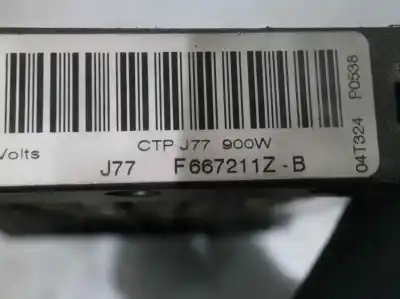 CTP J77 900W
Volts
J77 F667211Z-B
04T324 P0538